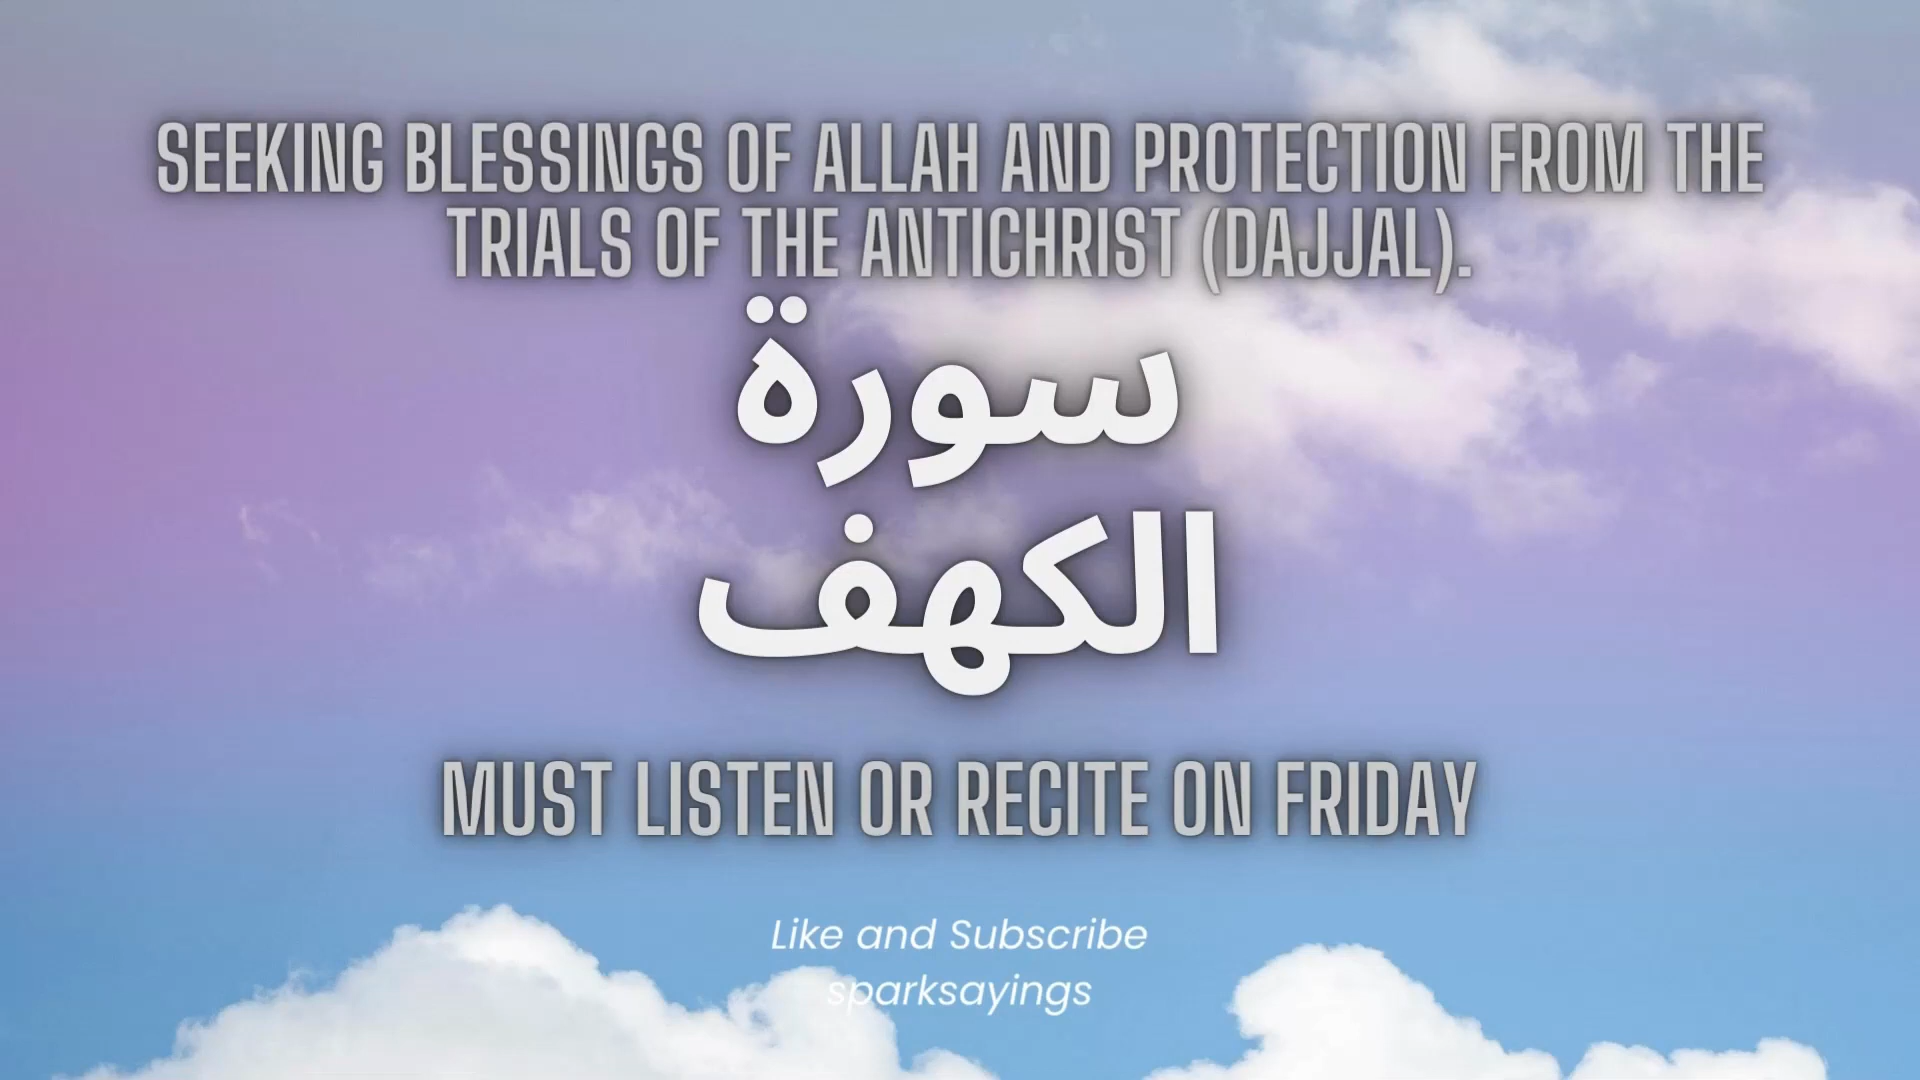 SEEKING BLESSINGS OF ALLAH AND PROTECTION FROM THE
TRIALS OF THE ANTICHRIST (DAJJAL).
سورة
الكهف
MUST LISTEN OR RECITE ON FRIDAY
Like and Subscribe
sparksayings